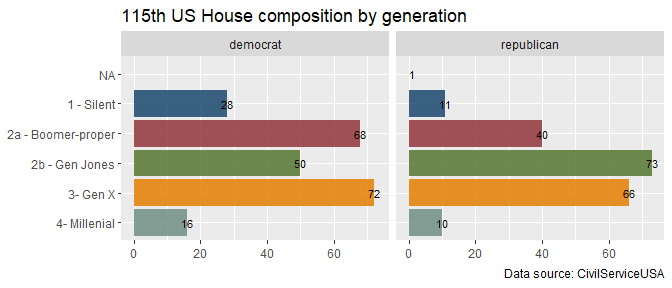 115th US House composition by generation
democrat republican
NA 1
1 - Silent 28 11
2a - Boomer-proper 68 40
2b - Gen Jones 50 73
3- Gen X 72 66
4- Millenial 16 10
0 20 40 60 0 20 40 60
Data source: CivilServiceUSA